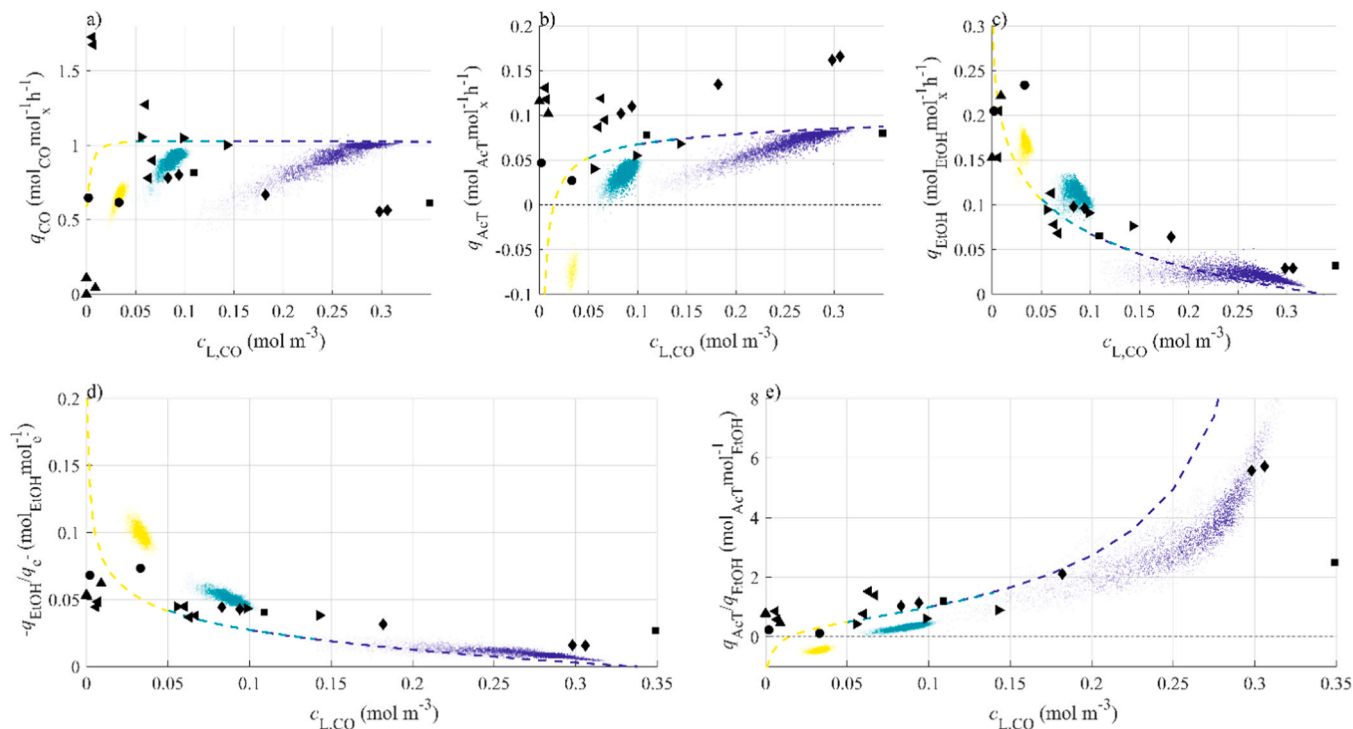 a)
q_CO (mol_CO mol_x^-1 h^-1)
1.5
1
0.5
0
0 0.05 0.1 0.15 0.2 0.25 0.3
c_L,CO (mol m^-3)
b)
q_AcT (mol_AcT mol_x^-1 h^-1)
0.2
0.15
0.1
0.05
0
-0.05
-0.1
0 0.05 0.1 0.15 0.2 0.25 0.3
c_L,CO (mol m^-3)
c)
q_EtOH (mol_EtOH mol_x^-1 h^-1)
0.3
0.25
0.2
0.15
0.1
0.05
0
0 0.05 0.1 0.15 0.2 0.25 0.3
c_L,CO (mol m^-3)
d)
-q_EtOH/q_e^- (mol_EtOH mol_e^-1)
0.2
0.15
0.1
0.05
0
0 0.05 0.1 0.15 0.2 0.25 0.3 0.35
c_L,CO (mol m^-3)
e)
q_AcT/q_EtOH (mol_AcT mol_EtOH^-1)
8
6
4
2
0
0 0.05 0.1 0.15 0.2 0.25 0.3 0.35
c_L,CO (mol m^-3)